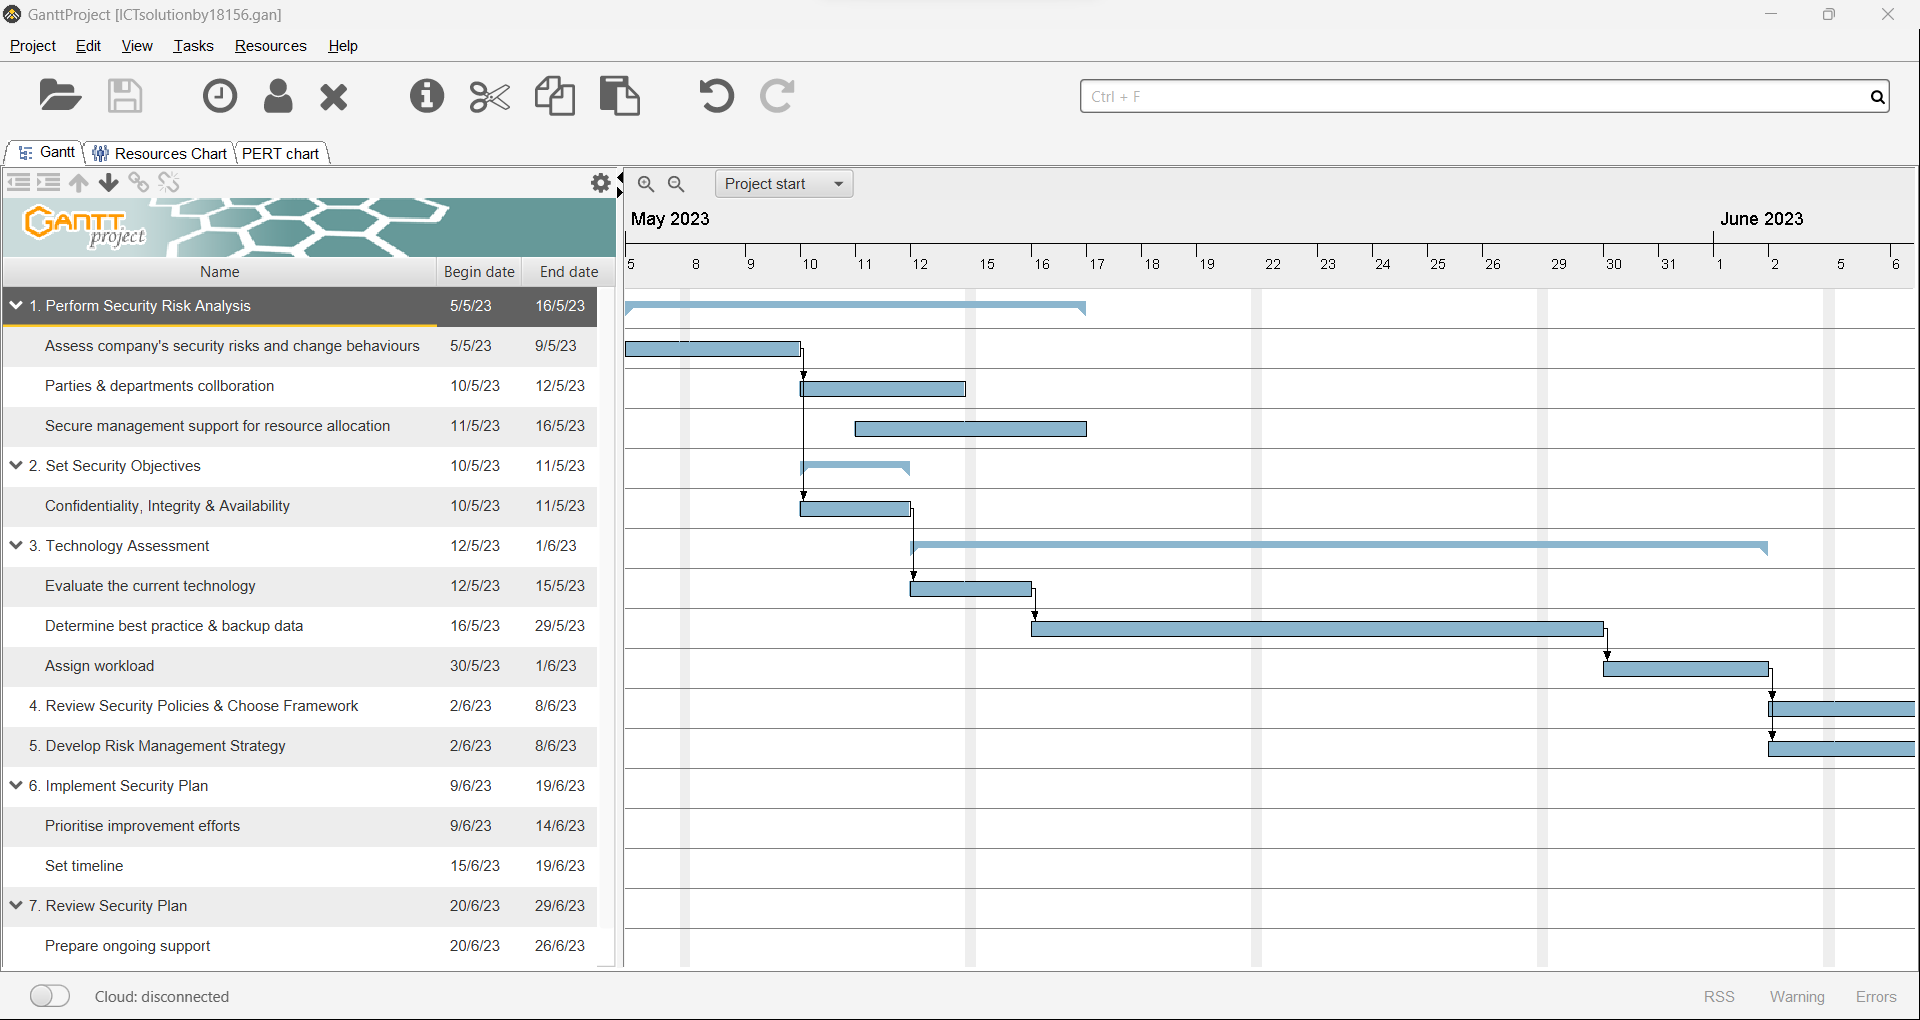 GanttProject [ICTsolutionby18156.gan]
Project Edit View Tasks Resources Help
Ctrl + F
Gantt Resources Chart PERT chart
Project start
GANTT project
May 2023 June 2023
5 8 9 10 11 12 15 16 17 18 19 22 23 24 25 26 29 30 31 1 2 5 6
Name Begin date End date
1. Perform Security Risk Analysis 5/5/23 16/5/23
Assess company's security risks and change behaviours 5/5/23 9/5/23
Parties & departments collboration 10/5/23 12/5/23
Secure management support for resource allocation 11/5/23 16/5/23
2. Set Security Objectives 10/5/23 11/5/23
Confidentiality, Integrity & Availability 10/5/23 11/5/23
3. Technology Assessment 12/5/23 1/6/23
Evaluate the current technology 12/5/23 15/5/23
Determine best practice & backup data 16/5/23 29/5/23
Assign workload 30/5/23 1/6/23
4. Review Security Policies & Choose Framework 2/6/23 8/6/23
5. Develop Risk Management Strategy 2/6/23 8/6/23
6. Implement Security Plan 9/6/23 19/6/23
Prioritise improvement efforts 9/6/23 14/6/23
Set timeline 15/6/23 19/6/23
7. Review Security Plan 20/6/23 29/6/23
Prepare ongoing support 20/6/23 26/6/23
Cloud: disconnected RSS Warning Errors